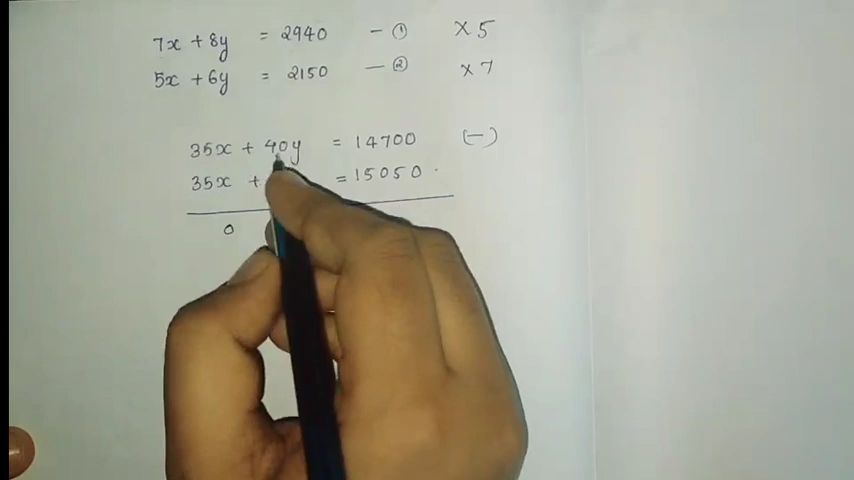 7x + 8y = 2940 — ① × 5
5x + 6y = 2150 — ② × 7
35x + 40y = 14700 (—)
35x + = 15050.
0